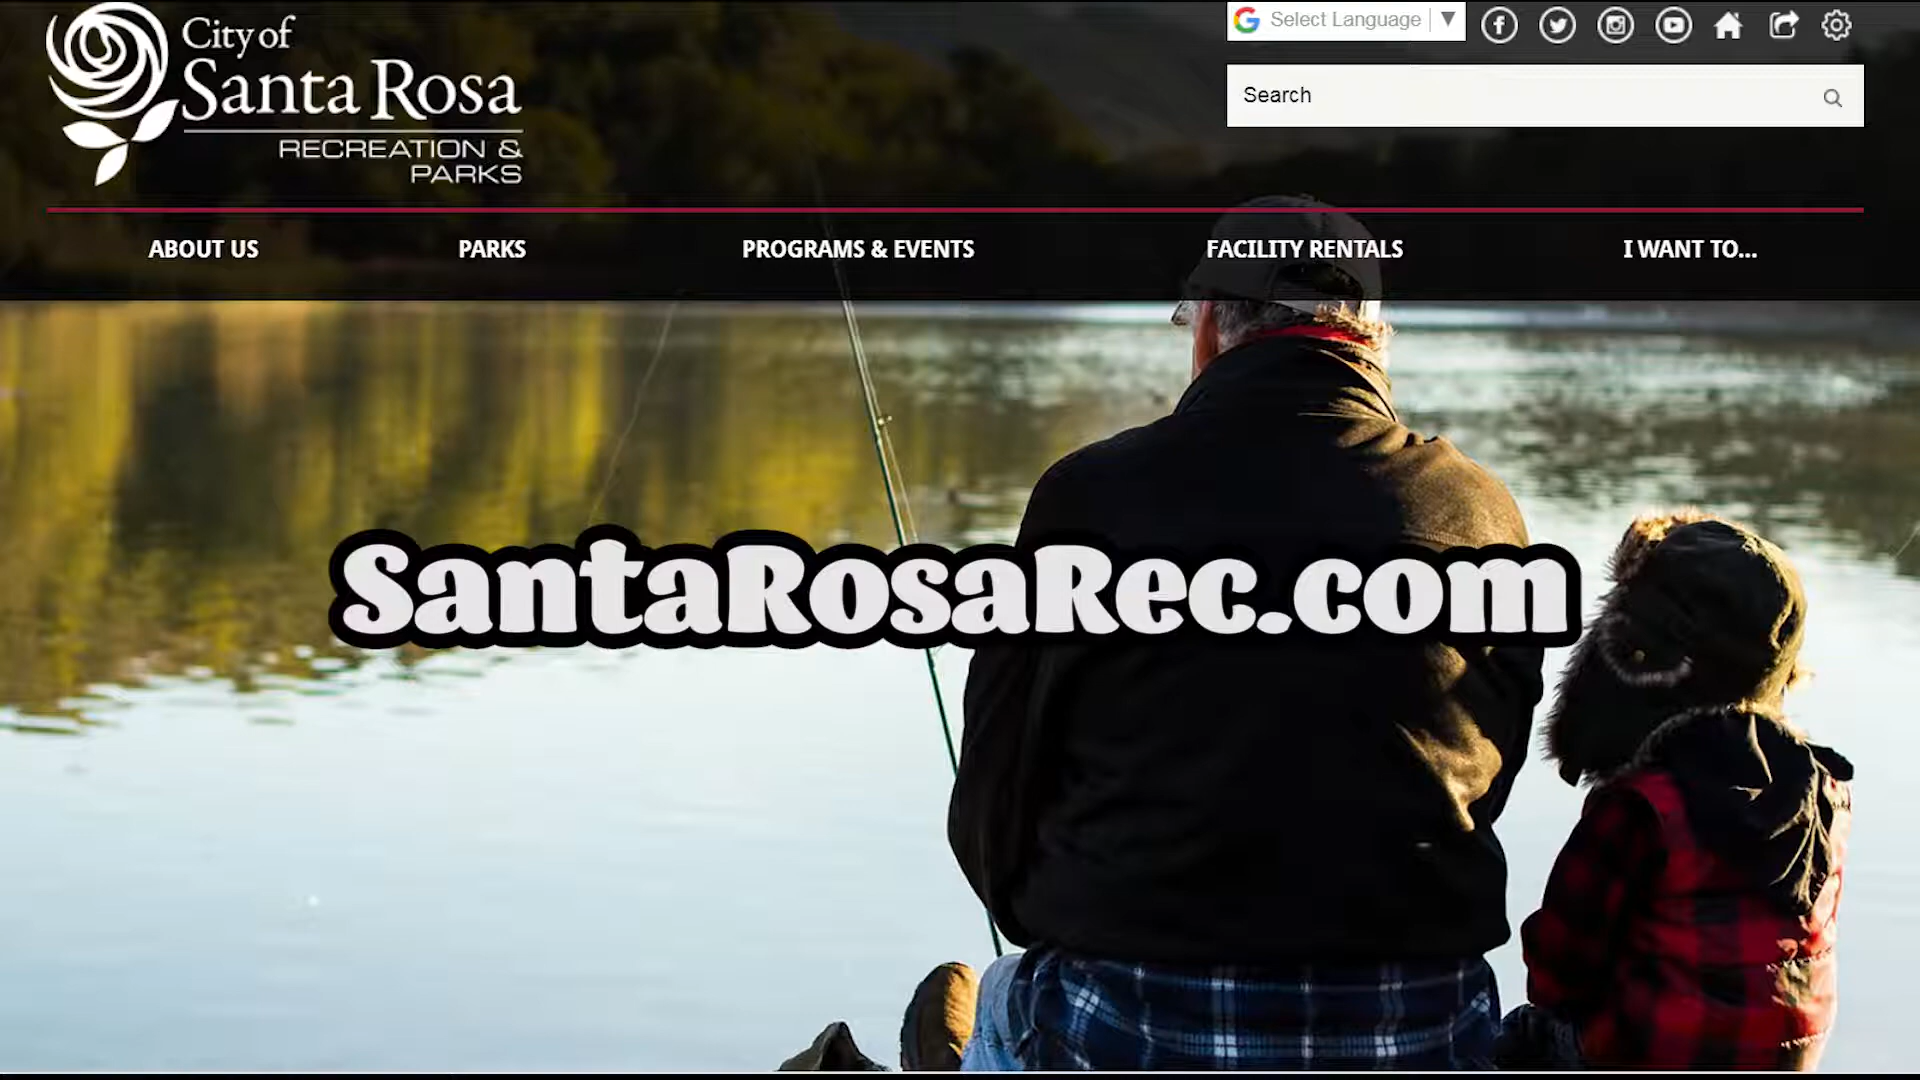 City of
Santa Rosa
RECREATION &
PARKS
Select Language
Search
ABOUT US
PARKS
PROGRAMS & EVENTS
FACILITY RENTALS
I WANT TO...
SantaRosaRec.com